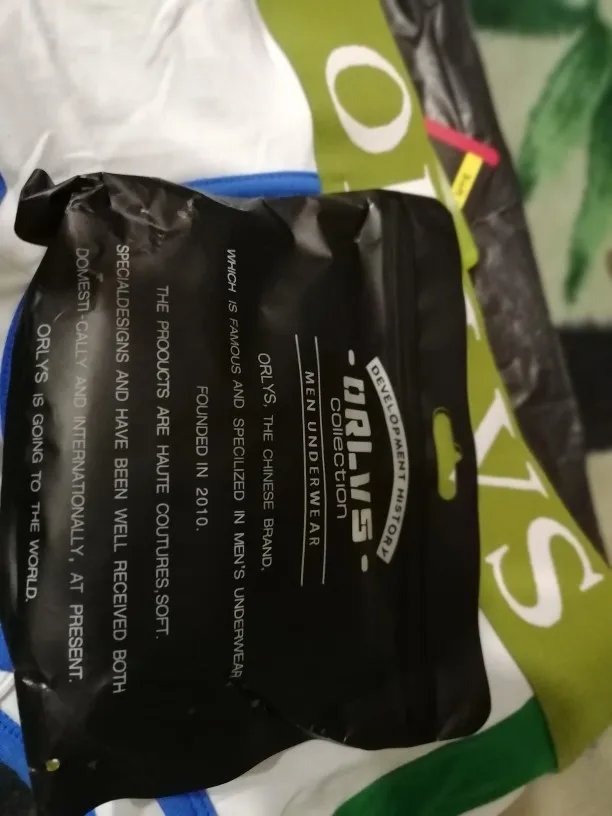 DEVELOPMENT HISTORY
- ORLVS -
collection
MEN UNDERWEAR
ORLYS, THE CHINESE BRAND,
WHICH IS FAMOUS AND SPECILIZED IN MEN'S UNDERWEAR,
FOUNDED IN 2010.
THE PROOUCTS ARE HAUTE COUTURES,SOFT.
SPECIALDESIGNS AND HAVE BEEN WELL RECEIVED BOTH
DOMESTI CALLY AND INTERNATIONALLY, AT PRESENT.
ORLYS IS GOING TO THE WORLD.